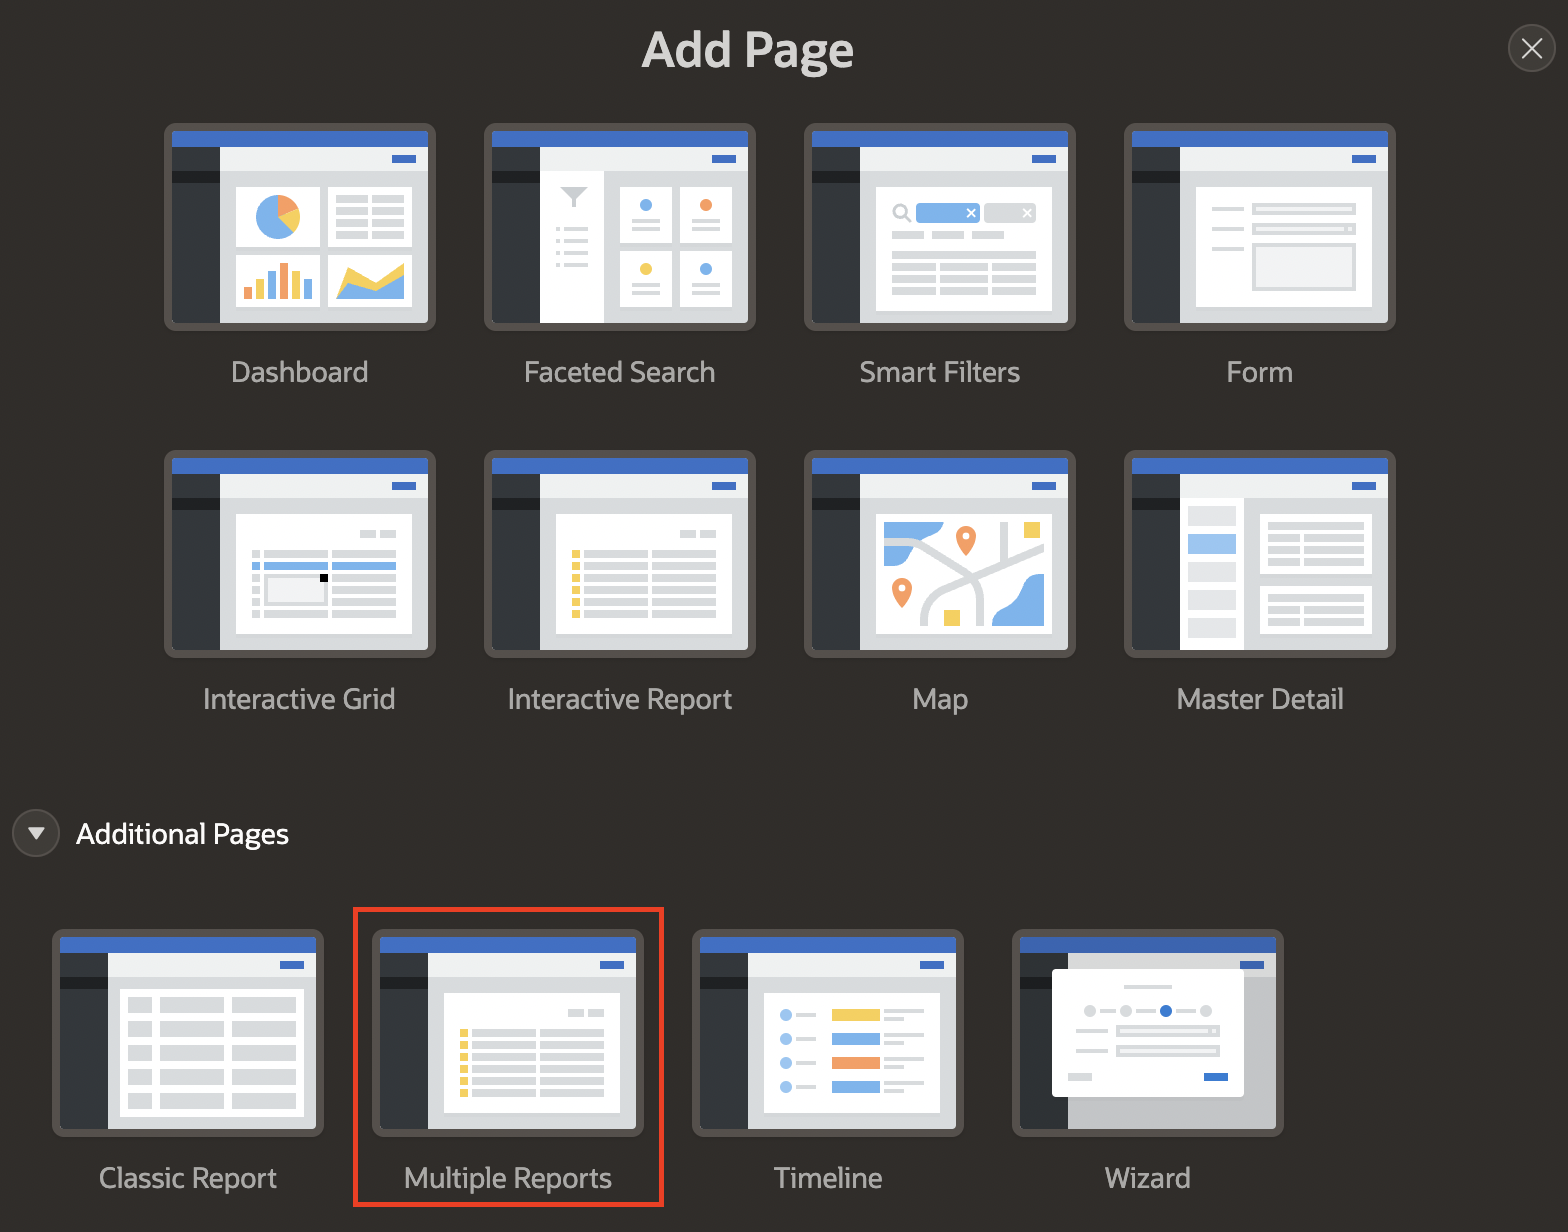 Add Page
Dashboard
Faceted Search
Smart Filters
Form
Interactive Grid
Interactive Report
Map
Master Detail
Additional Pages
Classic Report
Multiple Reports
Timeline
Wizard